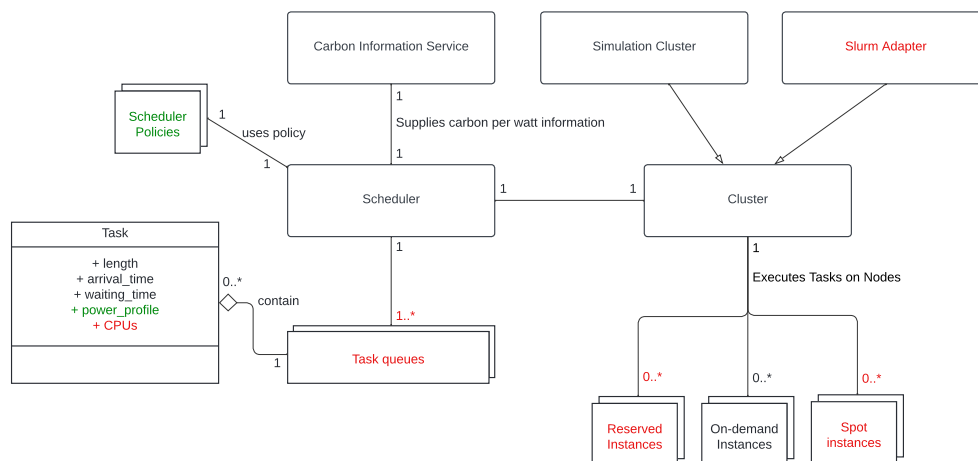 Carbon Information Service
Simulation Cluster
Slurm Adapter
Scheduler
Policies
1
uses policy
1
1
Supplies carbon per watt information
1
Scheduler
1
1
Cluster
Task
+ length
+ arrival_time
+ waiting_time
+ power_profile
+ CPUs
0..*
contain
1
1
1..*
Task queues
1
Executes Tasks on Nodes
0..*
0..*
0..*
Reserved
Instances
On-demand
Instances
Spot
instances